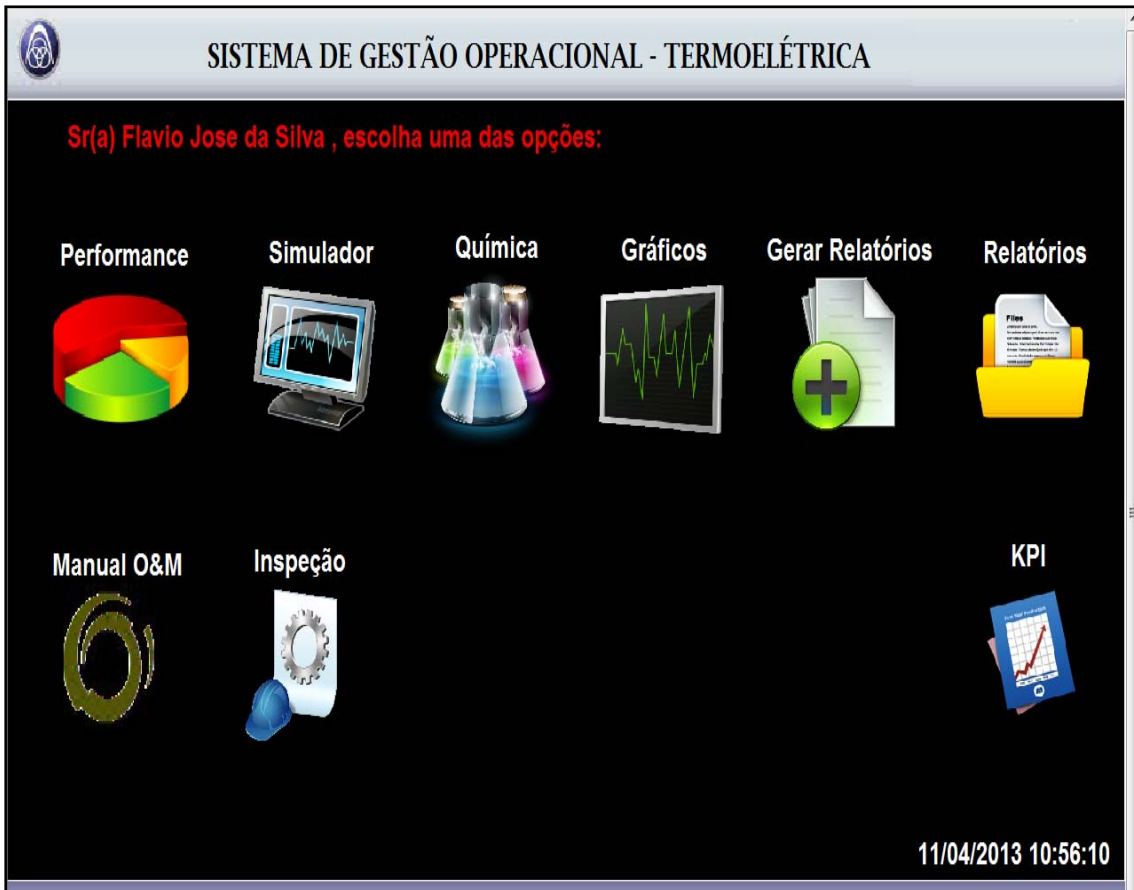 SISTEMA DE GESTÃO OPERACIONAL - TERMOELÉTRICA
Sr(a) Flavio Jose da Silva , escolha uma das opções:
Performance
Simulador
Química
Gráficos
Gerar Relatórios
Relatórios
Files
Manual O&M
Inspeção
KPI
11/04/2013 10:56:10